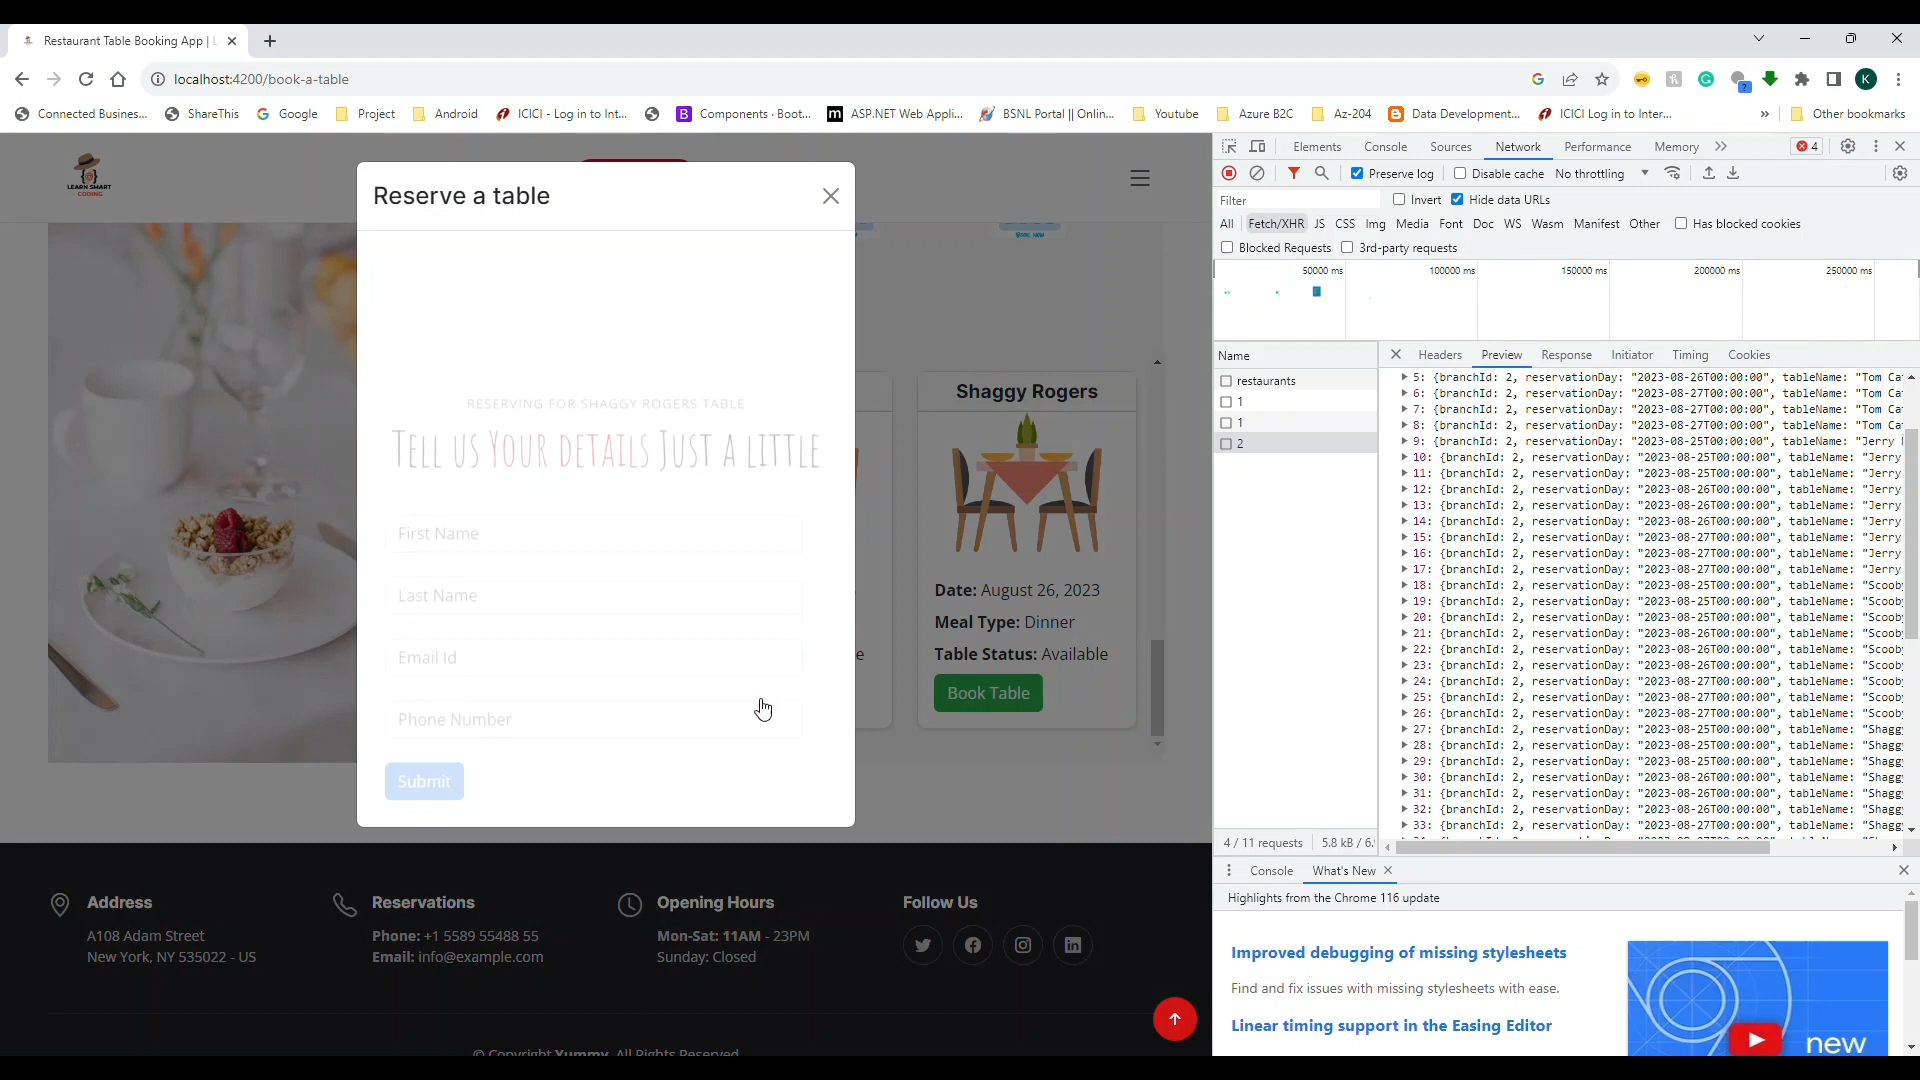 Restaurant Table Booking App | L
localhost:4200/book-a-table
K
Connected Busines...
ShareThis
Google
Project
Android
ICICI - Log in to Int...
Components · Boot...
ASP.NET Web Appli...
BSNL Portal || Onlin...
Youtube
Azure B2C
Az-204
Data Development...
ICICI Log in to Inter...
»
Other bookmarks
LEARN SMART
CODING
Reserve a table
RESERVING FOR SHAGGY ROGERS TABLE
TELL US YOUR DETAILS JUST A LITTLE
First Name
Last Name
Email Id
Phone Number
Submit
BOOK NOW
Shaggy Rogers
Date: August 26, 2023
Meal Type: Dinner
Table Status: Available
Book Table
e
Address
A108 Adam Street
New York, NY 535022 - US
Reservations
Phone: +1 5589 55488 55
Email: info@example.com
Opening Hours
Mon-Sat: 11AM - 23PM
Sunday: Closed
Follow Us
© Copyright Yummy. All Rights Reserved
Elements
Console
Sources
Network
Performance
Memory
»
4
Preserve log
Disable cache
No throttling
Filter
Invert
Hide data URLs
All
Fetch/XHR
JS
CSS
Img
Media
Font
Doc
WS
Wasm
Manifest
Other
Has blocked cookies
Blocked Requests
3rd-party requests
50000 ms
100000 ms
150000 ms
200000 ms
250000 ms
Name
restaurants
1
1
2
4 / 11 requests
5.8 kB / 6.
Headers
Preview
Response
Initiator
Timing
Cookies
5: {branchId: 2, reservationDay: "2023-08-26T00:00:00", tableName: "Tom Ca
6: {branchId: 2, reservationDay: "2023-08-27T00:00:00", tableName: "Tom Ca
7: {branchId: 2, reservationDay: "2023-08-27T00:00:00", tableName: "Tom Ca
8: {branchId: 2, reservationDay: "2023-08-27T00:00:00", tableName: "Tom Ca
9: {branchId: 2, reservationDay: "2023-08-25T00:00:00", tableName: "Jerry
10: {branchId: 2, reservationDay: "2023-08-25T00:00:00", tableName: "Jerry
11: {branchId: 2, reservationDay: "2023-08-25T00:00:00", tableName: "Jerry
12: {branchId: 2, reservationDay: "2023-08-26T00:00:00", tableName: "Jerry
13: {branchId: 2, reservationDay: "2023-08-26T00:00:00", tableName: "Jerry
14: {branchId: 2, reservationDay: "2023-08-26T00:00:00", tableName: "Jerry
15: {branchId: 2, reservationDay: "2023-08-27T00:00:00", tableName: "Jerry
16: {branchId: 2, reservationDay: "2023-08-27T00:00:00", tableName: "Jerry
17: {branchId: 2, reservationDay: "2023-08-27T00:00:00", tableName: "Jerry
18: {branchId: 2, reservationDay: "2023-08-25T00:00:00", tableName: "Scooby
19: {branchId: 2, reservationDay: "2023-08-25T00:00:00", tableName: "Scooby
20: {branchId: 2, reservationDay: "2023-08-25T00:00:00", tableName: "Scooby
21: {branchId: 2, reservationDay: "2023-08-26T00:00:00", tableName: "Scooby
22: {branchId: 2, reservationDay: "2023-08-26T00:00:00", tableName: "Scooby
23: {branchId: 2, reservationDay: "2023-08-26T00:00:00", tableName: "Scooby
24: {branchId: 2, reservationDay: "2023-08-27T00:00:00", tableName: "Scooby
25: {branchId: 2, reservationDay: "2023-08-27T00:00:00", tableName: "Scooby
26: {branchId: 2, reservationDay: "2023-08-27T00:00:00", tableName: "Scooby
27: {branchId: 2, reservationDay: "2023-08-25T00:00:00", tableName: "Shagg
28: {branchId: 2, reservationDay: "2023-08-25T00:00:00", tableName: "Shagg
29: {branchId: 2, reservationDay: "2023-08-25T00:00:00", tableName: "Shagg
30: {branchId: 2, reservationDay: "2023-08-26T00:00:00", tableName: "Shagg
31: {branchId: 2, reservationDay: "2023-08-26T00:00:00", tableName: "Shagg
32: {branchId: 2, reservationDay: "2023-08-26T00:00:00", tableName: "Shagg
33: {branchId: 2, reservationDay: "2023-08-27T00:00:00", tableName: "Shagg
Console
What's New
Highlights from the Chrome 116 update
Improved debugging of missing stylesheets
Find and fix issues with missing stylesheets with ease.
Linear timing support in the Easing Editor
new